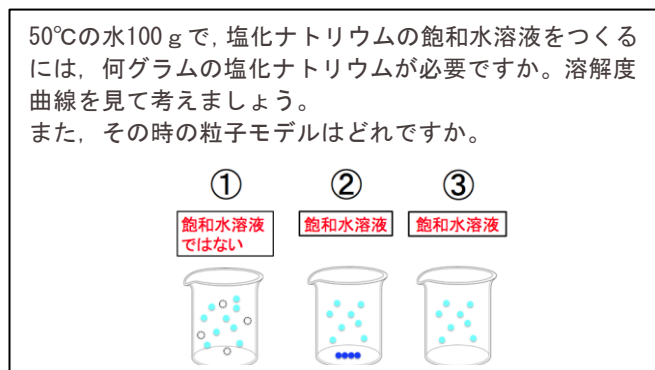 50℃の水100ｇで，塩化ナトリウムの飽和水溶液をつくる
には，何グラムの塩化ナトリウムが必要ですか。溶解度
曲線を見て考えましょう。
また，その時の粒子モデルはどれですか。
① ② ③
飽和水溶液
ではない
飽和水溶液
飽和水溶液